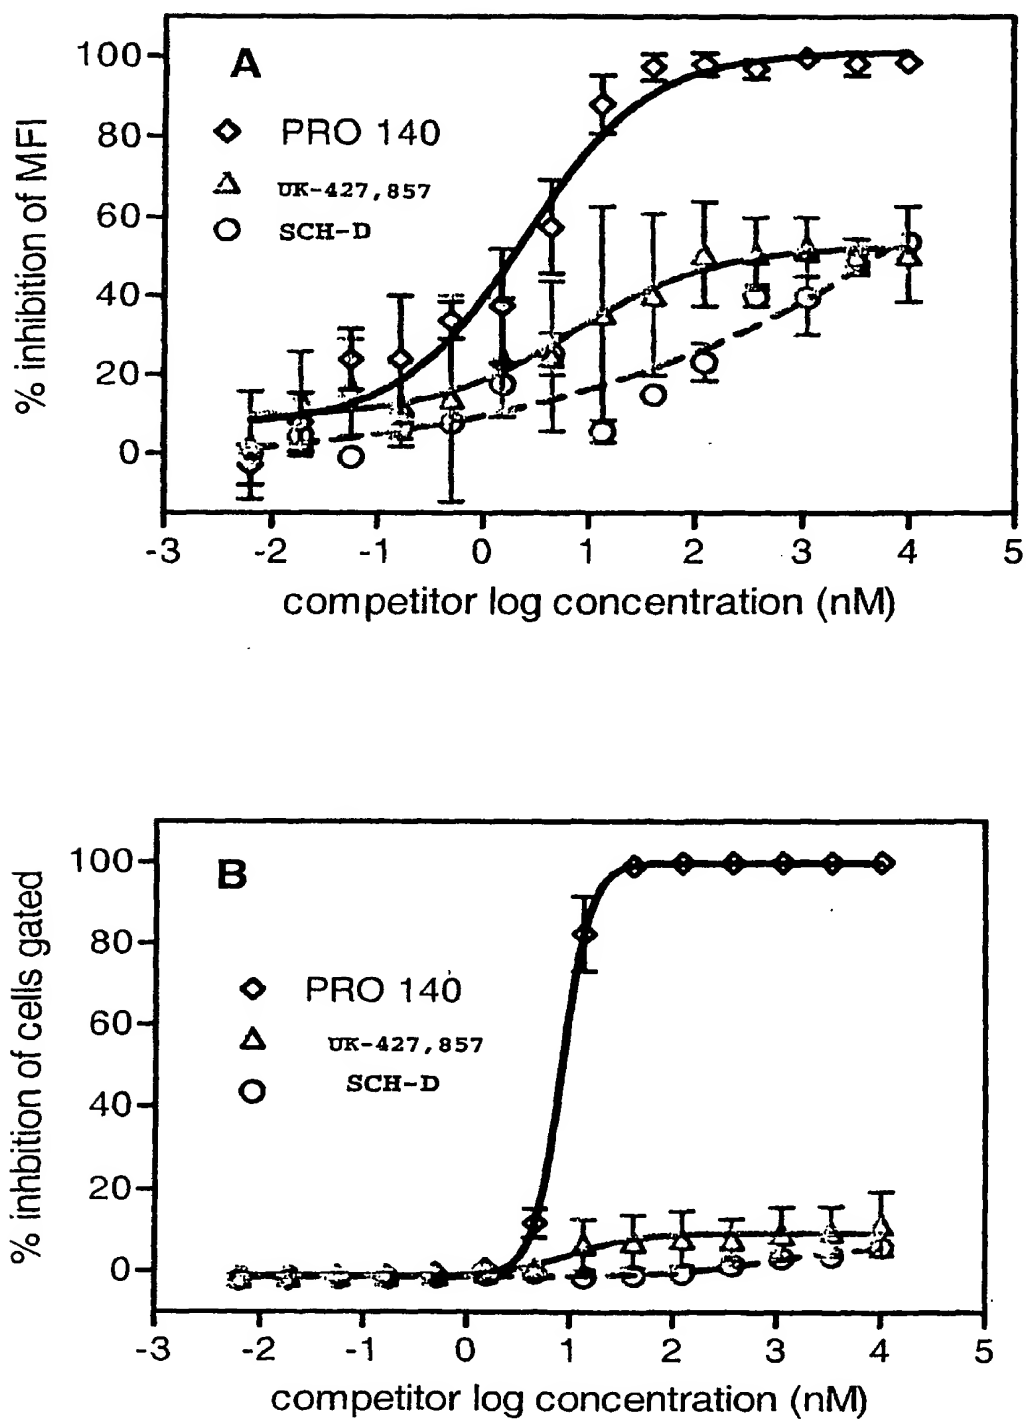 A
100
80
60
40
20
0
% inhibition of MFI
PRO 140
UK-427,857
SCH-D
-3 -2 -1 0 1 2 3 4 5
competitor log concentration (nM)
B
100
80
60
40
20
0
% inhbition of cells gated
PRO 140
UK-427,857
SCH-D
-3 -2 -1 0 1 2 3 4 5
competitor log concentration (nM)